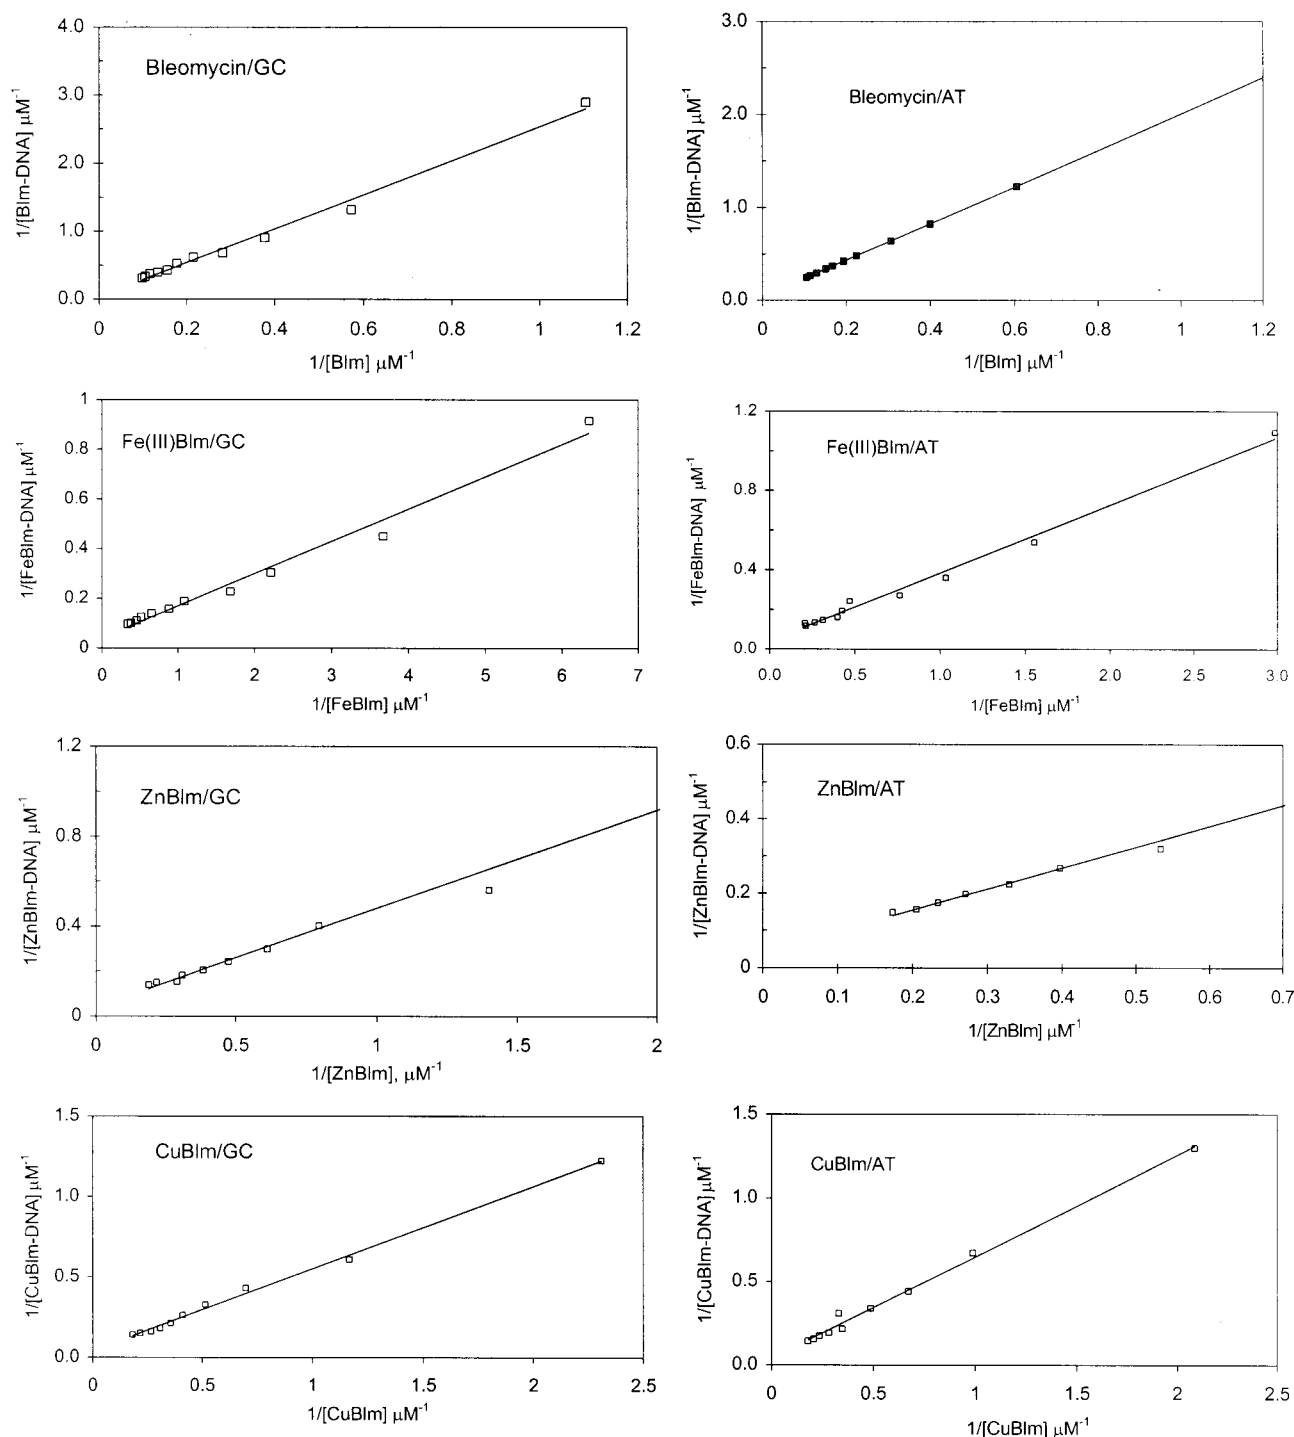 4.0
3.0
2.0
1.0
0.0
1/[Blm-DNA] µM-1
Bleomycin/GC
0 0.2 0.4 0.6 0.8 1 1.2
1/[Blm] µM-1
3.0
2.0
1.0
0.0
1/[Blm-DNA] µM-1
Bleomycin/AT
0 0.2 0.4 0.6 0.8 1 1.2
1/[Blm] µM-1
1
0.8
0.6
0.4
0.2
0
1/[FeBlm-DNA] µM-1
Fe(III)Blm/GC
0 1 2 3 4 5 6 7
1/[FeBlm] µM-1
1.2
0.8
0.4
0.0
1/[FeBlm-DNA] µM-1
Fe(III)Blm/AT
0.0 0.5 1.0 1.5 2.0 2.5 3.0
1/[FeBlm] µM-1
1.2
0.8
0.4
0
1/[ZnBlm-DNA] µM-1
ZnBlm/GC
0 0.5 1 1.5 2
1/[ZnBlm], µM-1
0.6
0.4
0.2
0
1/[ZnBlm-DNA] µM-1
ZnBlm/AT
0 0.1 0.2 0.3 0.4 0.5 0.6 0.7
1/[ZnBlm] µM-1
1.5
1.0
0.5
0.0
1/[CuBlm-DNA] µM-1
CuBlm/GC
0 0.5 1 1.5 2 2.5
1/[CuBlm] µM-1
1.5
1.0
0.5
0.0
1/[CuBlm-DNA] µM-1
CuBlm/AT
0 0.5 1 1.5 2 2.5
1/[CuBlm] µM-1